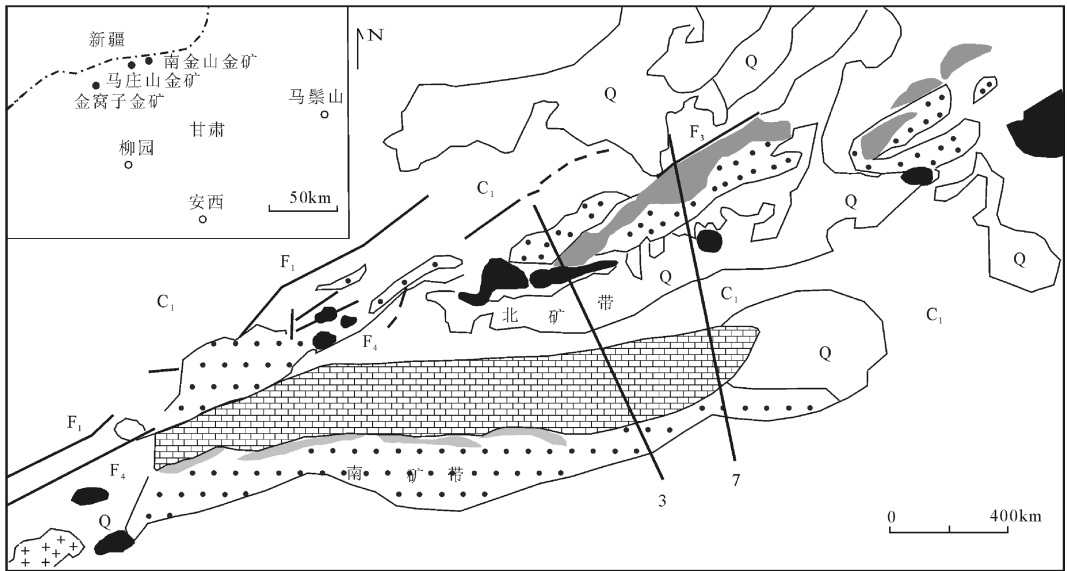 新疆
南金山金矿
马庄山金矿
金窝子金矿
马鬃山
甘肃
柳园
安西
50km
N
Q
Q
F3
C1
Q
Q
F1
Q
C1
C1
C1
北 矿 带
F4
Q
F1
F4
南 矿 带
7
3
Q
0 400km